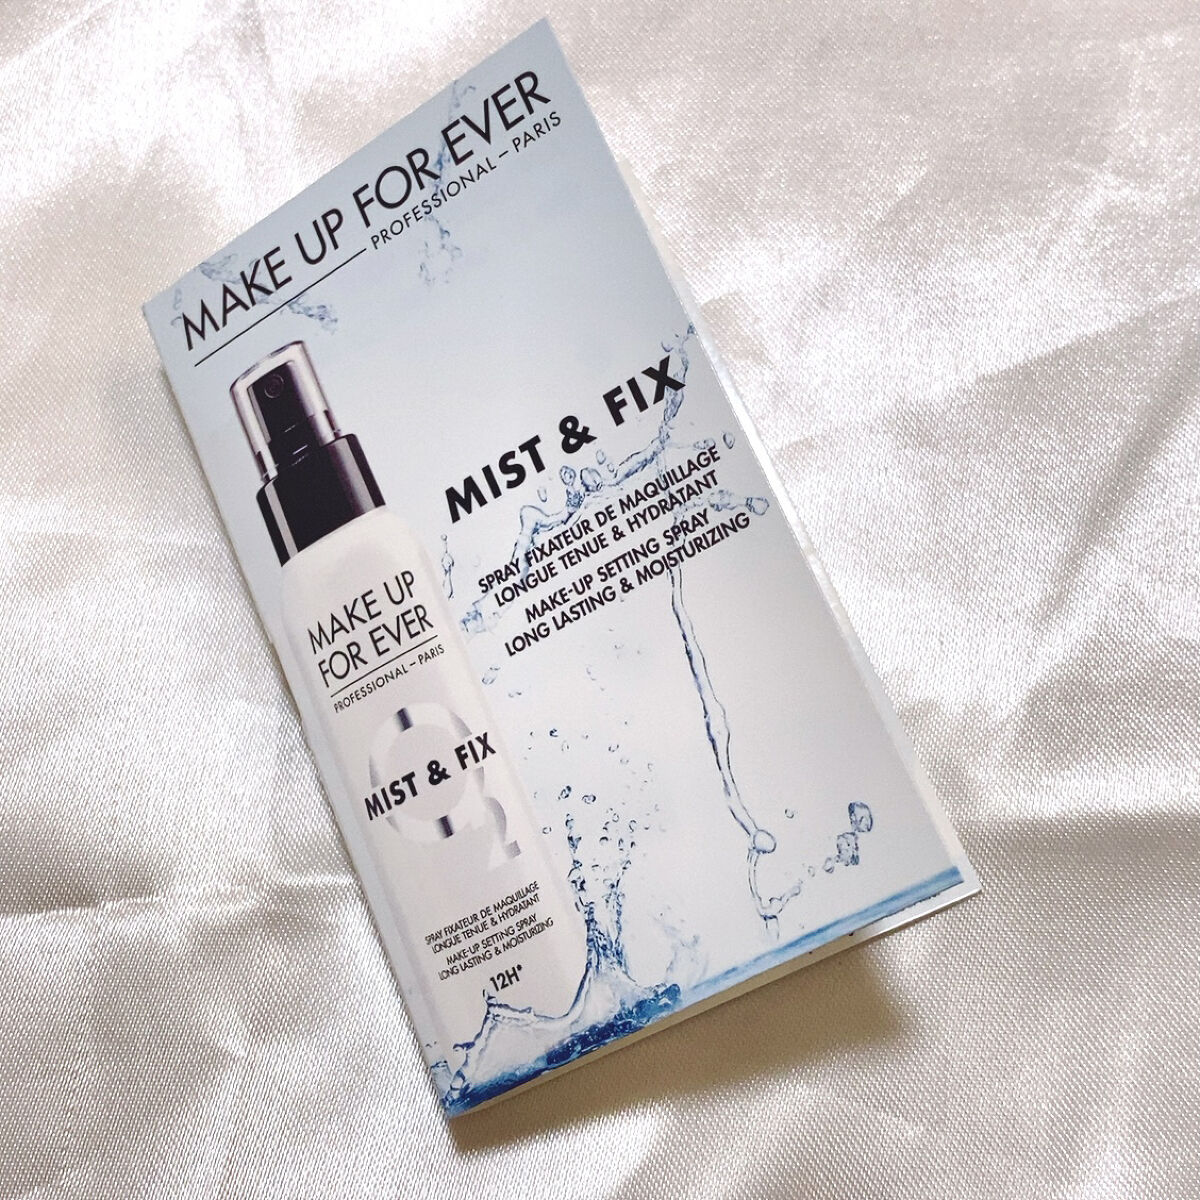 MAKE UP FOR EVER
PROFESSIONAL – PARIS
MIST & FIX
SPRAY FIXATEUR DE MAQUILLAGE
LONGUE TENUE & HYDRATANT
MAKE-UP SETTING SPRAY
LONG LASTING & MOISTURIZING
MAKE UP
FOR EVER
PROFESSIONAL – PARIS
O2
MIST & FIX
SPRAY FIXATEUR DE MAQUILLAGE
LONGUE TENUE & HYDRATANT
MAKE-UP SETTING SPRAY
LONG LASTING & MOISTURIZING
12H*